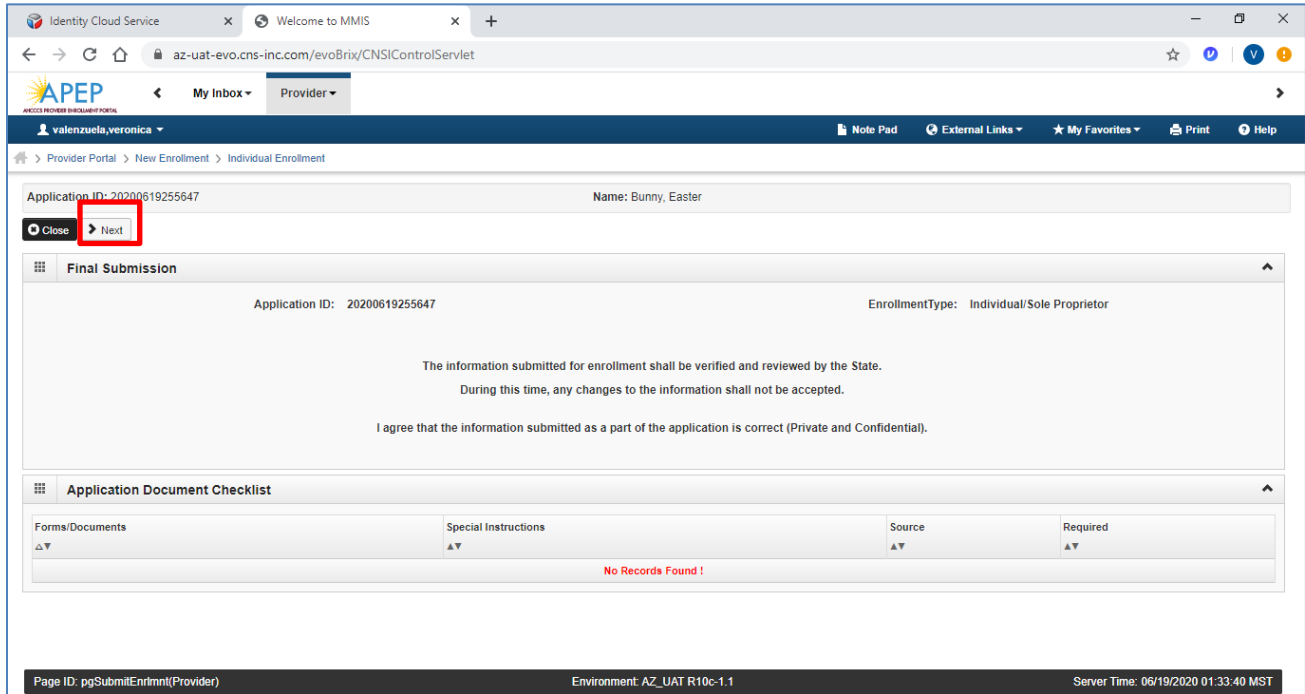 Identity Cloud Service
Welcome to MMIS
az-uat-evo.cns-inc.com/evoBrix/CNSIControlServlet
V
APEP
AHCCCS PROVIDER ENROLLMENT PORTAL
My Inbox
Provider
valenzuela,veronica
Note Pad
External Links
My Favorites
Print
Help
> Provider Portal > New Enrollment > Individual Enrollment
Application ID: 20200619255647
Name: Bunny, Easter
Close
Next
Final Submission
Application ID: 20200619255647
EnrollmentType: Individual/Sole Proprietor
The information submitted for enrollment shall be verified and reviewed by the State.
During this time, any changes to the information shall not be accepted.
I agree that the information submitted as a part of the application is correct (Private and Confidential).
Application Document Checklist
Forms/Documents
Special Instructions
Source
Required
No Records Found !
Page ID: pgSubmitEnrlmnt(Provider)
Environment: AZ_UAT R10c-1.1
Server Time: 06/19/2020 01:33:40 MST